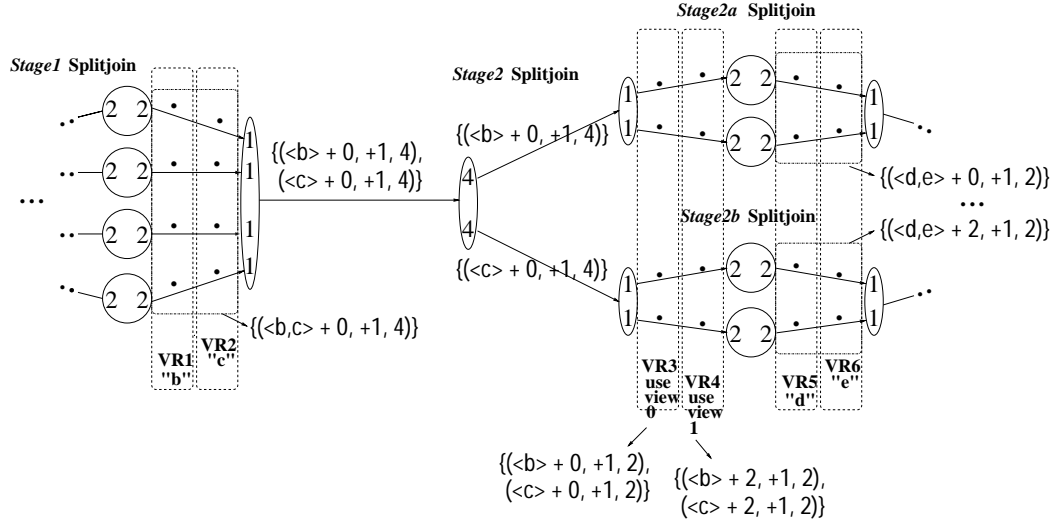 Stage2a Splitjoin
Stage1 Splitjoin
Stage2 Splitjoin
2 2
2 2
2 2
2 2
1
1
1
1
...
{(<b> + 0, +1, 4),
(<c> + 0, +1, 4)}
{(<b,c> + 0, +1, 4)}
VR1
"b"
VR2
"c"
4
4
{(<b> + 0, +1, 4)}
{(<c> + 0, +1, 4)}
1
1
2 2
2 2
1
1
{(<d,e> + 0, +1, 2)}
...
{(<d,e> + 2, +1, 2)}
Stage2b Splitjoin
1
1
2 2
2 2
1
1
VR3
use
view
0
VR4
use
view
1
VR5
"d"
VR6
"e"
{(<b> + 0, +1, 2),
(<c> + 0, +1, 2)}
{(<b> + 2, +1, 2),
(<c> + 2, +1, 2)}